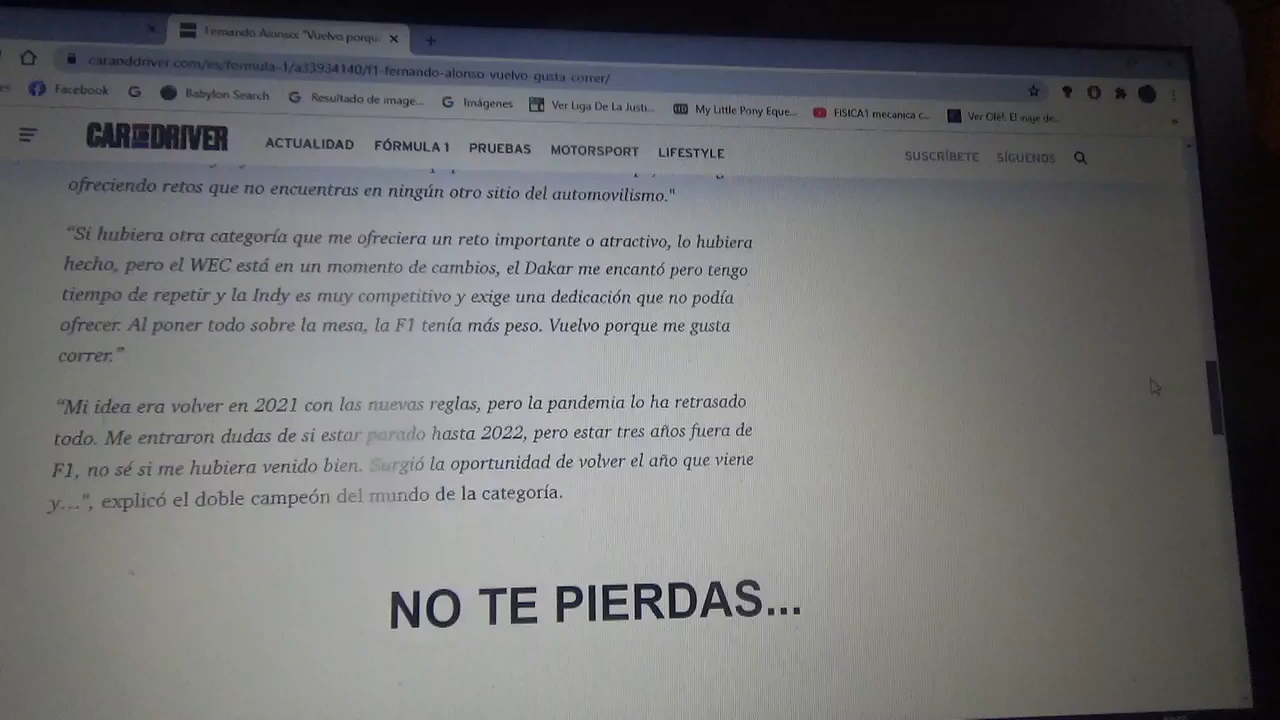 Fernando Alonso: "Vuelvo porqu
caranddriver.com/es/formula-1/a33934140/f1-fernando-alonso-vuelvo-gusta-correr/
es
Facebook
G
Babylon Search
G Resultado de image...
G Imágenes
Ver Liga De La Justi...
My Little Pony Eque...
FISICA1 mecanica c...
Ver Olé!. El viaje de...
CAR AND DRIVER
ACTUALIDAD FÓRMULA 1 PRUEBAS MOTORSPORT LIFESTYLE
SUSCRÍBETE SÍGUENOS
ofreciendo retos que no encuentras en ningún otro sitio del automovilismo."
“Si hubiera otra categoría que me ofreciera un reto importante o atractivo, lo hubiera
hecho, pero el WEC está en un momento de cambios, el Dakar me encantó pero tengo
tiempo de repetir y la Indy es muy competitivo y exige una dedicación que no podía
ofrecer. Al poner todo sobre la mesa, la F1 tenía más peso. Vuelvo porque me gusta
correr.”
“Mi idea era volver en 2021 con las nuevas reglas, pero la pandemia lo ha retrasado
todo. Me entraron dudas de si estar parado hasta 2022, pero estar tres años fuera de
F1, no sé si me hubiera venido bien. Surgió la oportunidad de volver el año que viene
y...", explicó el doble campeón del mundo de la categoría.
NO TE PIERDAS...